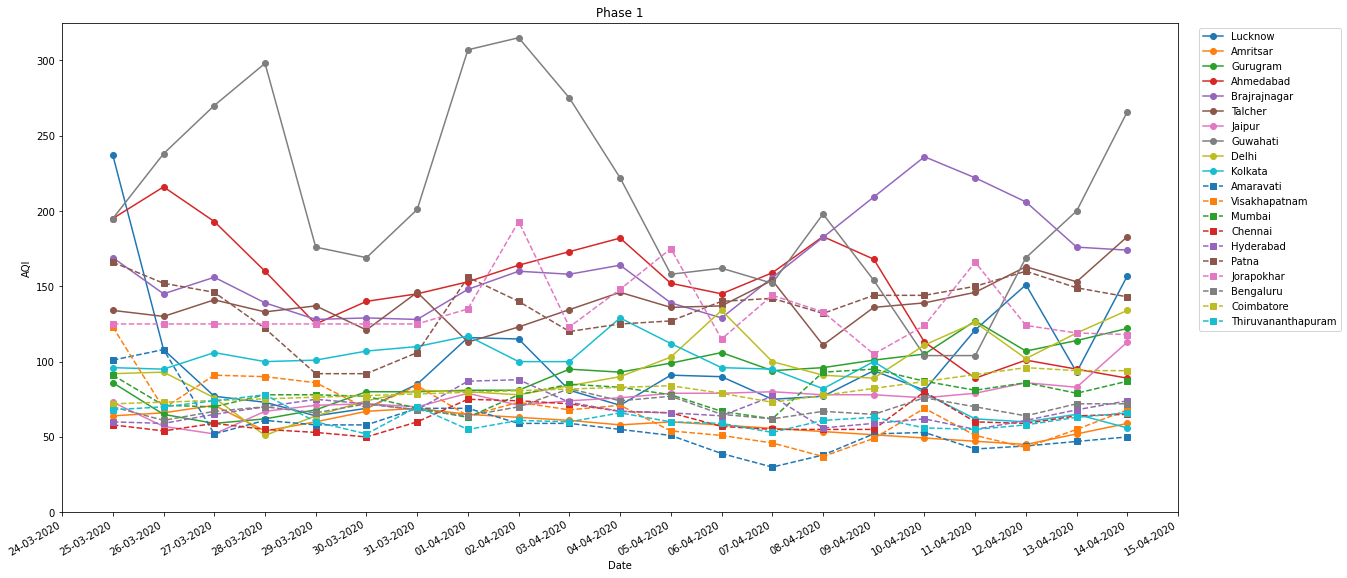 Phase 1
AQI
300
250
200
150
100
50
0
24-03-2020
25-03-2020
26-03-2020
27-03-2020
28-03-2020
29-03-2020
30-03-2020
31-03-2020
01-04-2020
02-04-2020
03-04-2020
04-04-2020
05-04-2020
06-04-2020
07-04-2020
08-04-2020
09-04-2020
10-04-2020
11-04-2020
12-04-2020
13-04-2020
14-04-2020
15-04-2020
Date
Lucknow
Amritsar
Gurugram
Ahmedabad
Brajrajnagar
Talcher
Jaipur
Guwahati
Delhi
Kolkata
Amaravati
Visakhapatnam
Mumbai
Chennai
Hyderabad
Patna
Jorapokhar
Bengaluru
Coimbatore
Thiruvananthapuram